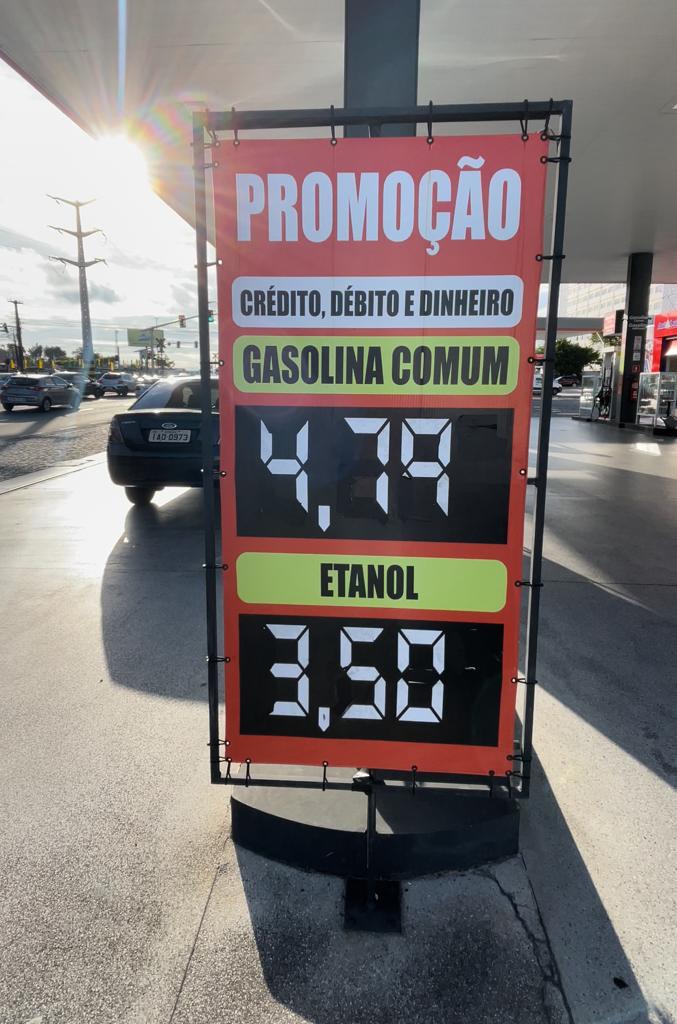 PROMOÇÃO
CRÉDITO, DÉBITO E DINHEIRO
GASOLINA COMUM
4,79
ETANOL
3,50